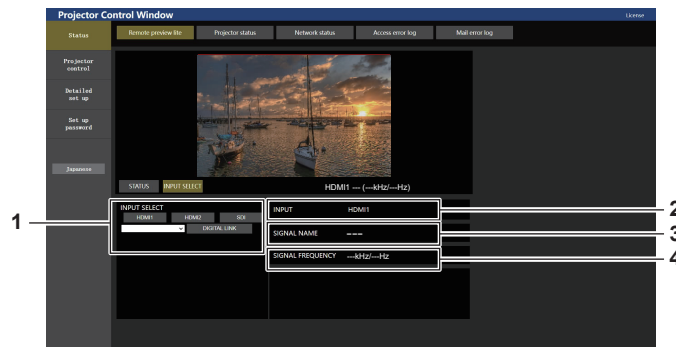 Projector Control Window
License
Status
Remote preview lite
Projector status
Network status
Access error log
Mail error log
Projector
control
Detailed
set up
Set up
password
Japanese
STATUS
INPUT SELECT
HDMI1 --- (---kHz/---Hz)
INPUT SELECT
HDMI1
HDMI2
SDI
DIGITAL LINK
INPUT
HDMI1
SIGNAL NAME
---
SIGNAL FREQUENCY
---kHz/---Hz
1
2
3
4